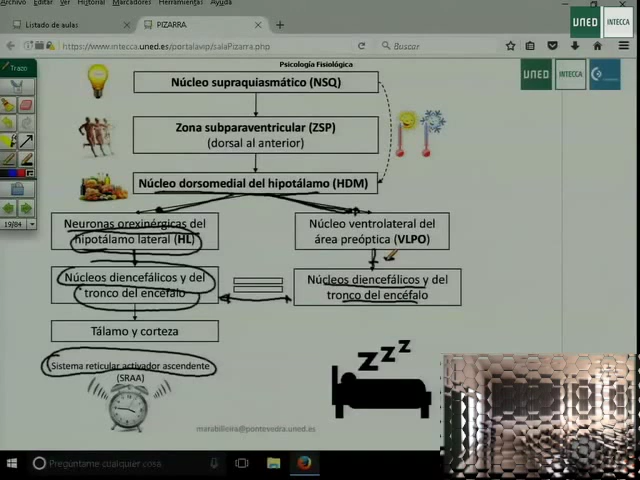 Archivo Editar Ver Historial Marcadores Herramientas Ayuda
Listado de aulas
PIZARRA
UNED
INTECCA
https://www.intecca.uned.es/portalavip/salaPizarra.php
Buscar
Trazo
19/84
Psicología Fisiológica
UNED
INTECCA
Núcleo supraquiasmático (NSQ)
Zona subparaventricular (ZSP)
(dorsal al anterior)
Núcleo dorsomedial del hipotálamo (HDM)
Neuronas orexinérgicas del
hipotálamo lateral (HL)
Núcleo ventrolateral del
área preóptica (VLPO)
Núcleos diencefálicos y del
tronco del encéfalo
Núcleos diencefálicos y del
tronco del encéfalo
Tálamo y corteza
Sistema reticular activador ascendente
(SRAA)
z z z
marabilleira@pontevedra.uned.es
Pregúntame cualquier cosa